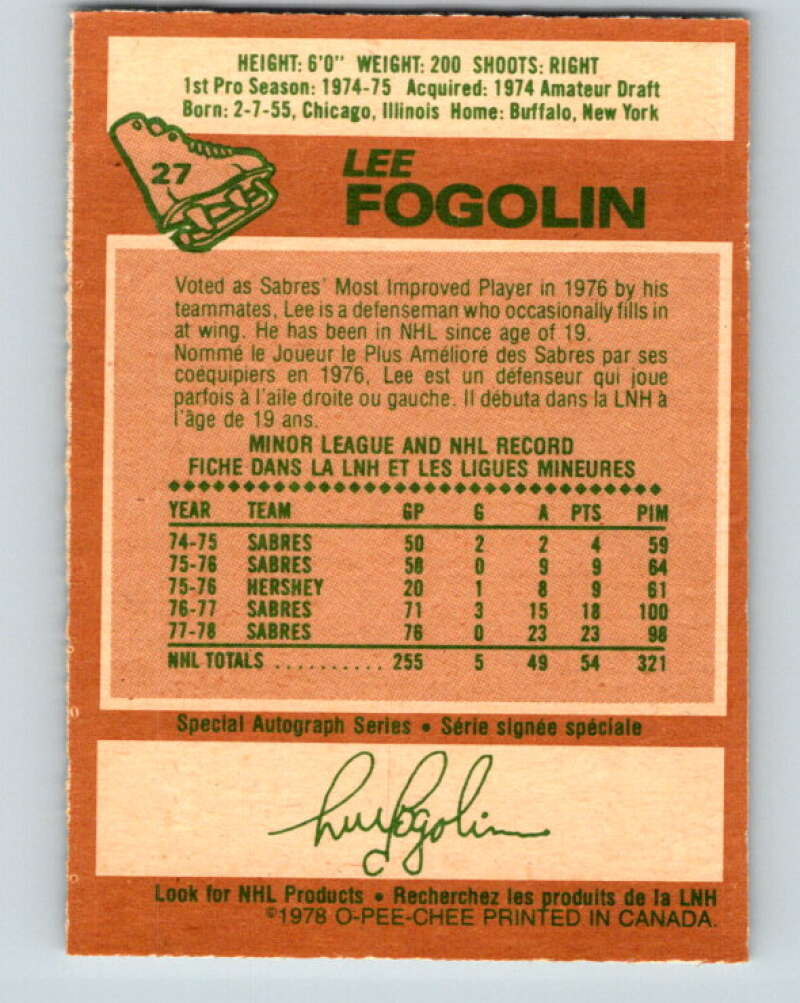 HEIGHT: 6'0" WEIGHT: 200 SHOOTS: RIGHT
1st Pro Season: 1974-75 Acquired: 1974 Amateur Draft
Born: 2-7-55, Chicago, Illinois Home: Buffalo, New York
27
LEE
FOGOLIN
Voted as Sabres' Most Improved Player in 1976 by his
teammates, Lee is a defenseman who occasionally fills in
at wing. He has been in NHL since age of 19.
Nommé le Joueur le Plus Amélioré des Sabres par ses
coéquipiers en 1976, Lee est un défenseur qui joue
parfois à l'aile droite ou gauche. Il débuta dans la LNH à
l'âge de 19 ans.
MINOR LEAGUE AND NHL RECORD
FICHE DANS LA LNH ET LES LIGUES MINEURES
YEAR TEAM GP G A PTS PIM
74-75 SABRES 50 2 2 4 59
75-76 SABRES 58 0 9 9 64
75-76 HERSHEY 20 1 8 9 61
76-77 SABRES 71 3 15 18 100
77-78 SABRES 76 0 23 23 98
NHL TOTALS .......... 255 5 49 54 321
Special Autograph Series • Série signée spéciale
Lee Fogolin
Look for NHL Products • Recherchez les produits de la LNH
©1978 O-PEE-CHEE PRINTED IN CANADA.